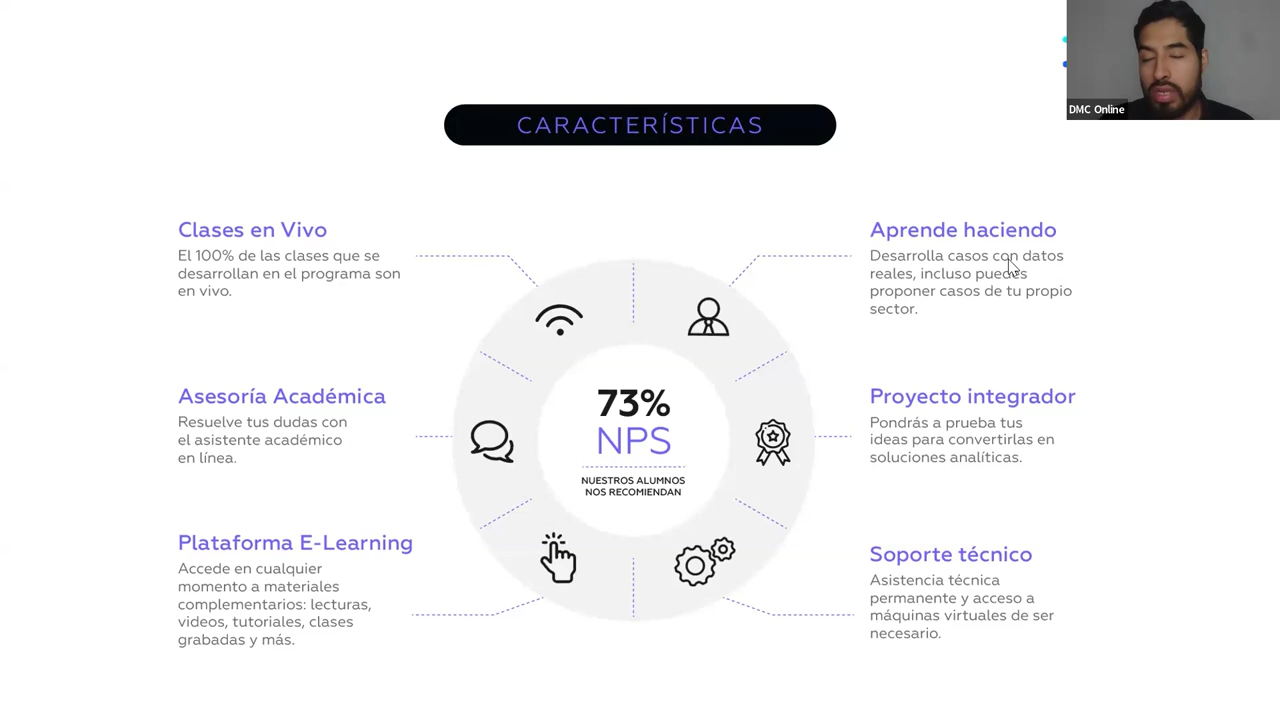 DMC Online
CARACTERÍSTICAS
Clases en Vivo
El 100% de las clases que se
desarrollan en el programa son
en vivo.
Aprende haciendo
Desarrolla casos con datos
reales, incluso puedes
proponer casos de tu propio
sector.
Asesoría Académica
Resuelve tus dudas con
el asistente académico
en línea.
73%
NPS
NUESTROS ALUMNOS
NOS RECOMIENDAN
Proyecto integrador
Pondrás a prueba tus
ideas para convertirlas en
soluciones analíticas.
Plataforma E-Learning
Accede en cualquier
momento a materiales
complementarios: lecturas,
videos, tutoriales, clases
grabadas y más.
Soporte técnico
Asistencia técnica
permanente y acceso a
máquinas virtuales de ser
necesario.